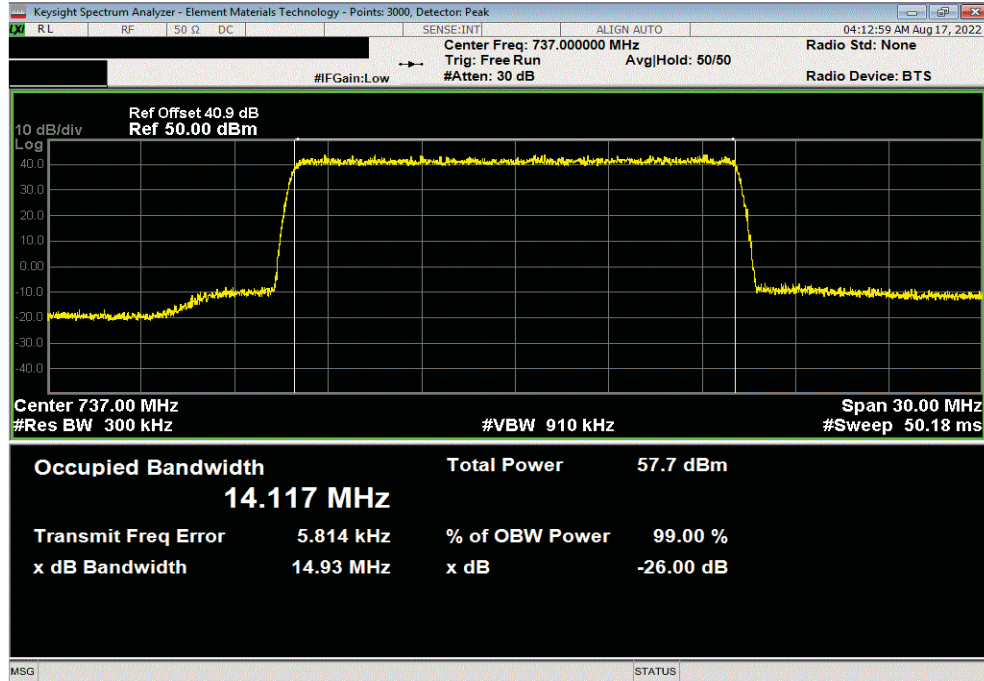 Keysight Spectrum Analyzer - Element Materials Technology - Points: 3000, Detector: Peak
LXI RL RF 50 Ω DC SENSE:INT ALIGN AUTO 04:12:59 AM Aug 17, 2022
Center Freq: 737.000000 MHz Radio Std: None
Trig: Free Run Avg|Hold: 50/50
#IFGain:Low #Atten: 30 dB Radio Device: BTS
Ref Offset 40.9 dB
10 dB/div Ref 50.00 dBm
Log
40.0
30.0
20.0
10.0
0.00
-10.0
-20.0
-30.0
-40.0
Center 737.00 MHz Span 30.00 MHz
#Res BW 300 kHz #VBW 910 kHz #Sweep 50.18 ms
Occupied Bandwidth Total Power 57.7 dBm
14.117 MHz
Transmit Freq Error 5.814 kHz % of OBW Power 99.00 %
x dB Bandwidth 14.93 MHz x dB -26.00 dB
MSG STATUS